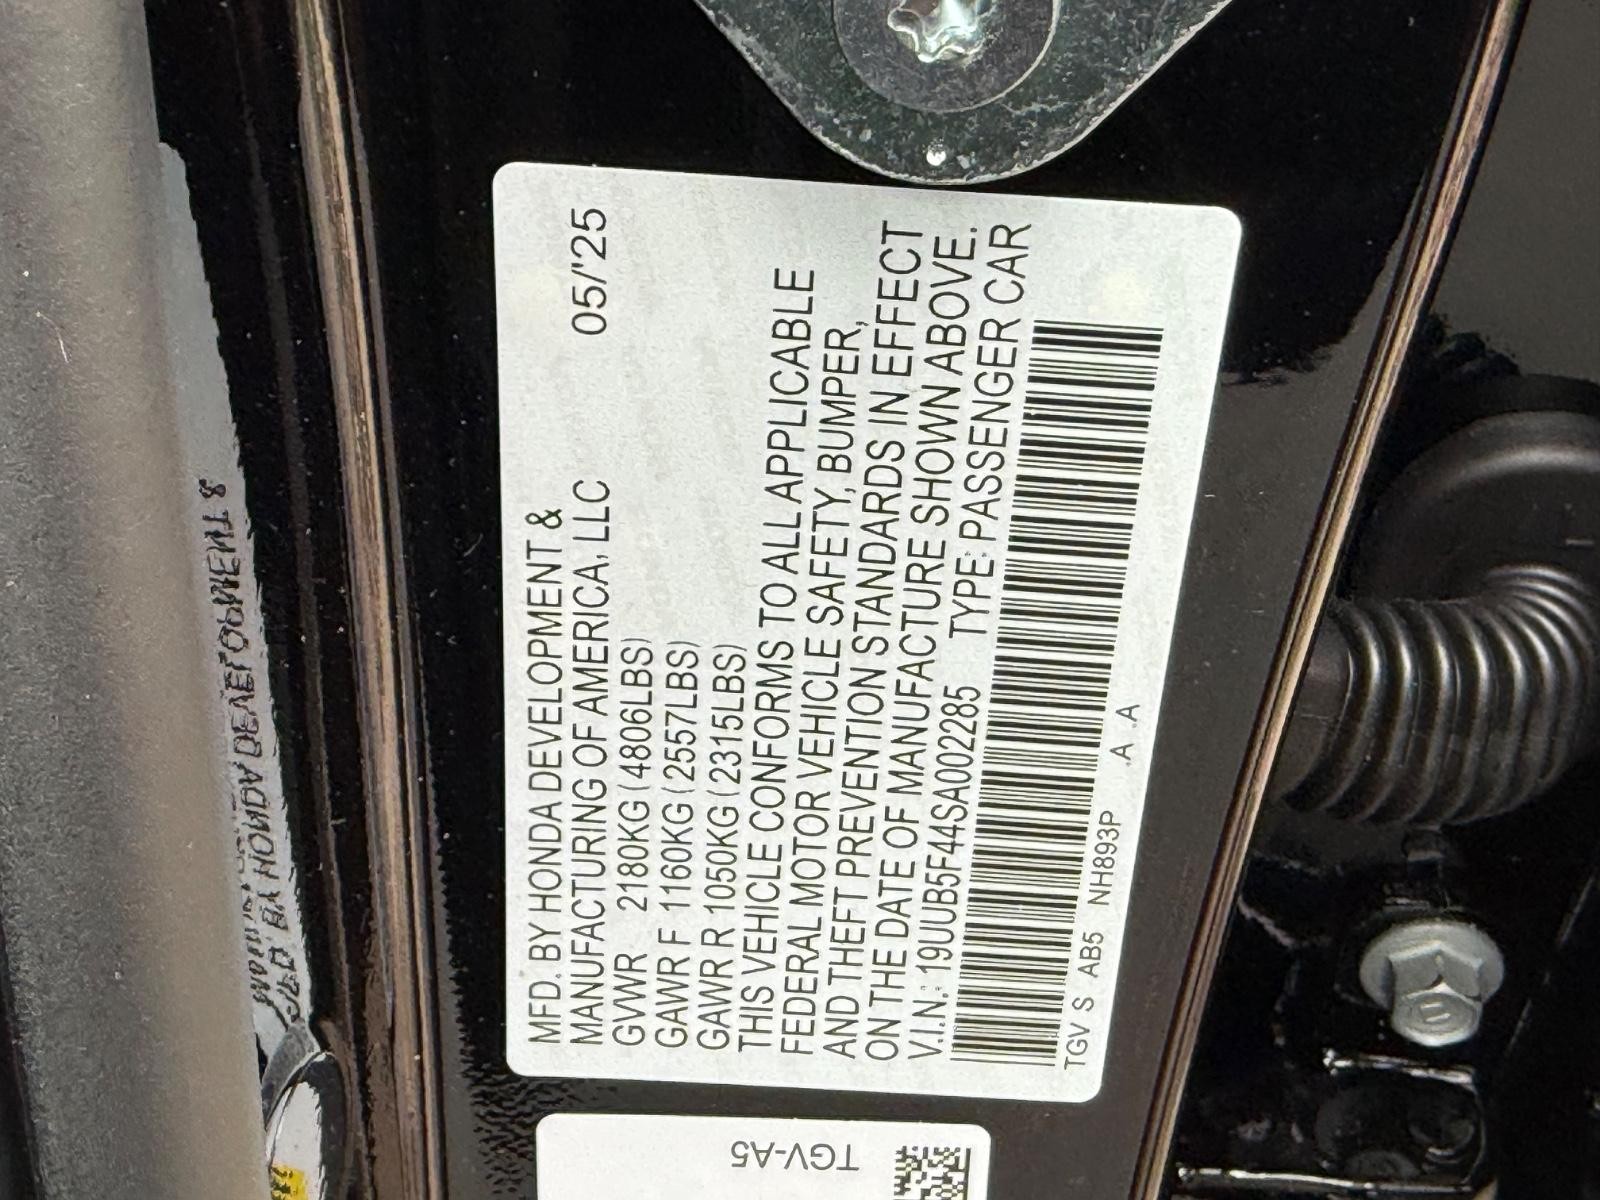 MFD. BY HONDA DEVELOPMENT &
MANUFACTURING OF AMERICA, LLC 05/'25
GVWR 2180KG ( 4806LBS)
GAWR F 1160KG ( 2557LBS)
GAWR R 1050KG ( 2315LBS)
THIS VEHICLE CONFORMS TO ALL APPLICABLE
FEDERAL MOTOR VEHICLE SAFETY, BUMPER,
AND THEFT PREVENTION STANDARDS IN EFFECT
ON THE DATE OF MANUFACTURE SHOWN ABOVE.
V.I.N.: 19UUB5F44SA002285 TYPE: PASSENGER CAR
TGV S AB5 NH893P .A .A
TGV-A5